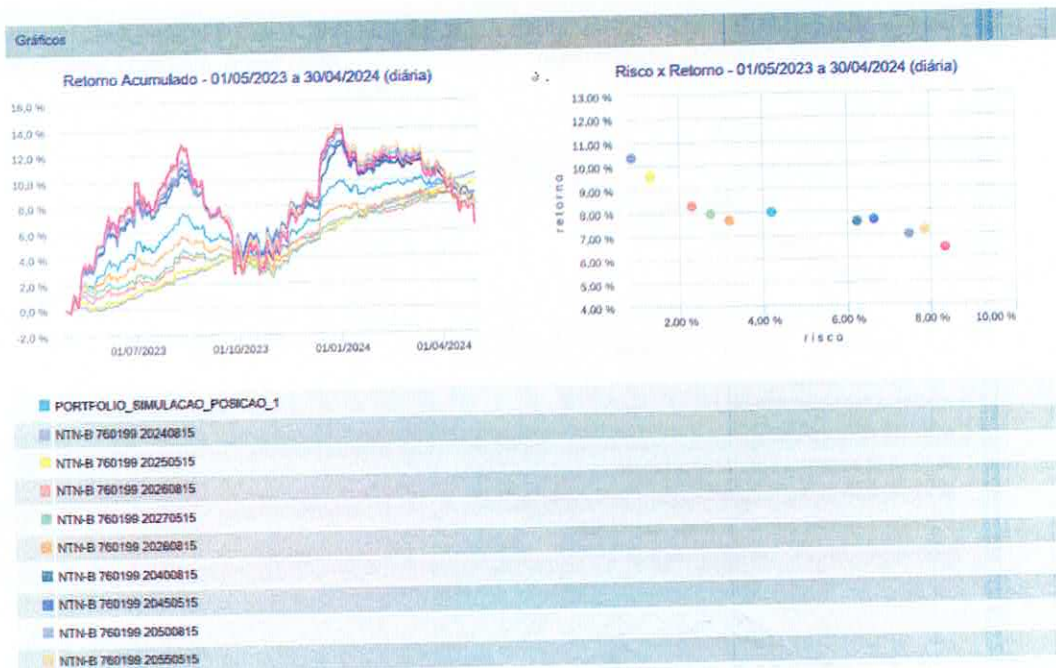 Gráficos
Retorno Acumulado - 01/05/2023 a 30/04/2024 (diária)
16,0 %
14,0 %
12,0 %
10,0 %
8,0 %
6,0 %
4,0 %
2,0 %
0,0 %
-2,0 %
01/07/2023
01/10/2023
01/01/2024
01/04/2024
Risco x Retorno - 01/05/2023 a 30/04/2024 (diária)
retorno
13,00 %
12,00 %
11,00 %
10,00 %
9,00 %
8,00 %
7,00 %
6,00 %
5,00 %
4,00 %
2,00 %
4,00 %
6,00 %
8,00 %
10,00 %
risco
PORTFOLIO_SIMULACAO_POSICAO_1
NTN-B 760199 20240815
NTN-B 760199 20250515
NTN-B 760199 20260815
NTN-B 760199 20270515
NTN-B 760199 20280815
NTN-B 760199 20400815
NTN-B 760199 20450515
NTN-B 760199 20500815
NTN-B 760199 20550515